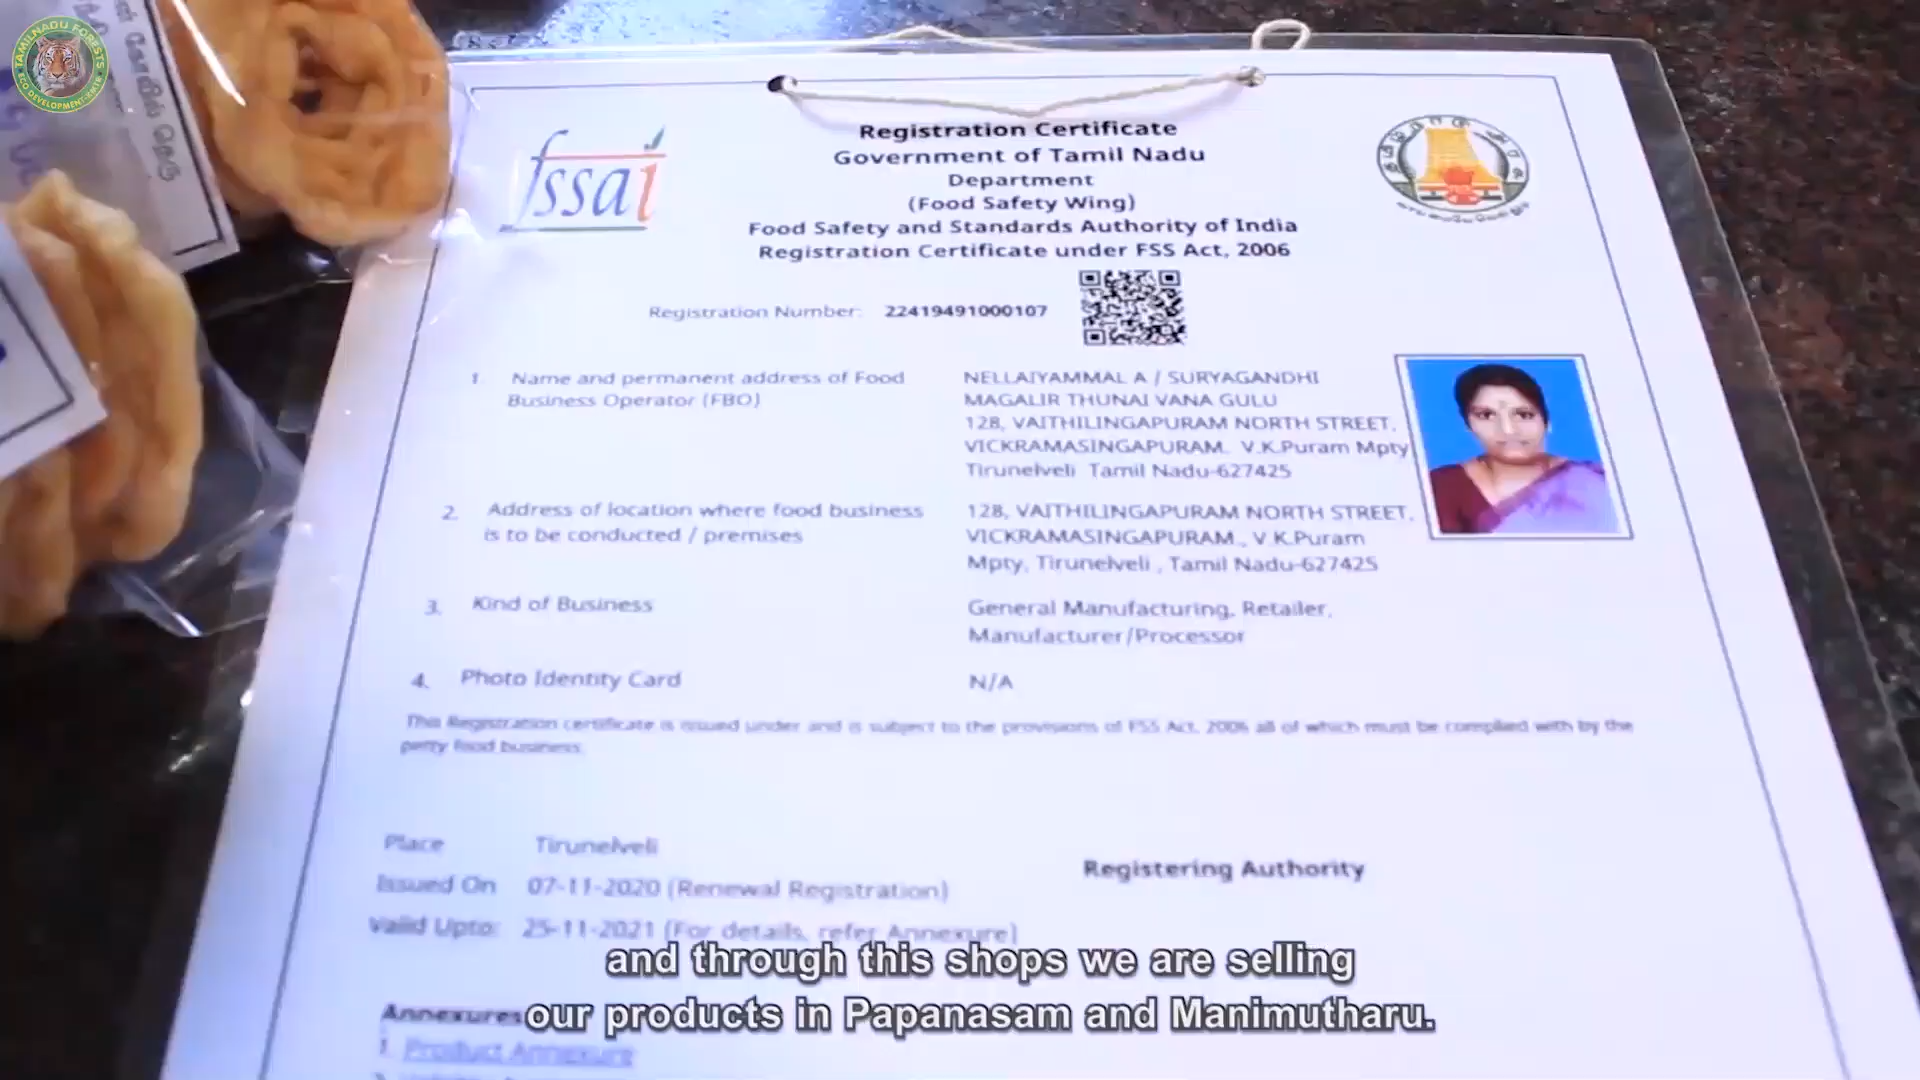 TAMILNADU FORESTS
ECO DEVELOPMENT-KMTR
fssai
Registration Certificate
Government of Tamil Nadu
Department
(Food Safety Wing)
Food Safety and Standards Authority of India
Registration Certificate under FSS Act, 2006
Registration Number: 22419491000107
1. Name and permanent address of Food
Business Operator (FBO)
NELLAIYAMMAL A / SURYAGANDHI
MAGALIR THUNAI VANA GULU
128, VAITHILINGAPURAM NORTH STREET,
VICKRAMASINGAPURAM, V.K.Puram Mpty
Tirunelveli Tamil Nadu-627425
2. Address of location where food business
is to be conducted / premises
128, VAITHILINGAPURAM NORTH STREET,
VICKRAMASINGAPURAM., V.K.Puram
Mpty, Tirunelveli , Tamil Nadu-627425
3. Kind of Business
General Manufacturing, Retailer,
Manufacturer/Processor
4. Photo Identity Card
N/A
This Registration certificate is issued under and is subject to the provisions of FSS Act, 2006 all of which must be complied with by the
petty food business.
Place Tirunelveli
Issued On 07-11-2020 (Renewal Registration)
Valid Upto: 25-11-2021 (For details, refer Annexure)
Registering Authority
and through this shops we are selling
our products in Papanasam and Manimutharu.
Annexures
1. Product Annexure